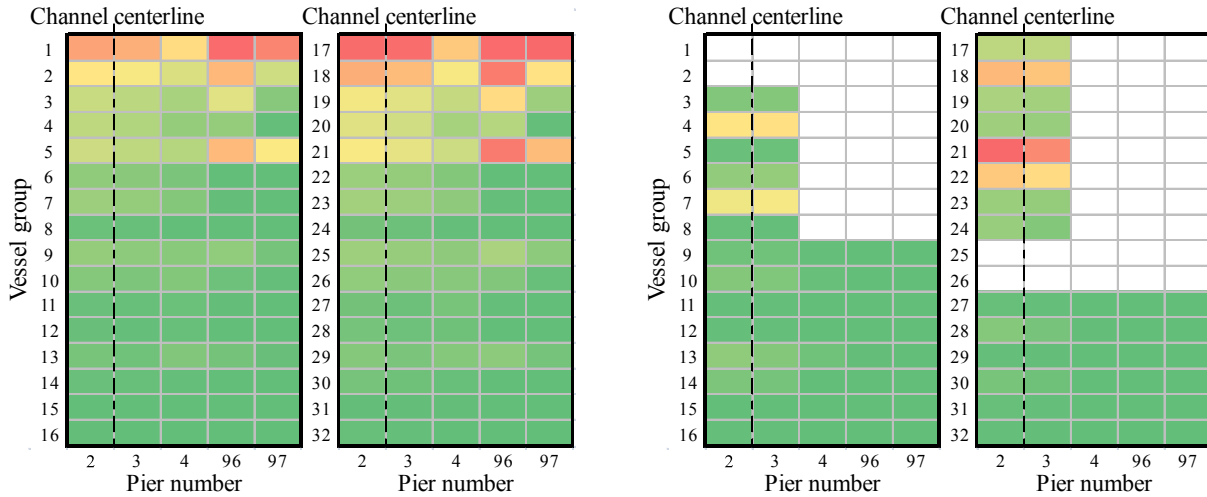 Channel centerline Channel centerline Channel centerline Channel centerline
1 17 1 17
2 18 2 18
3 19 3 19
4 20 4 20
5 21 5 21
6 22 6 22
7 23 7 23
8 24 8 24
9 25 9 25
10 26 10 26
11 27 11 27
12 28 12 28
13 29 13 29
14 30 14 30
15 31 15 31
16 32 16 32
Vessel group Vessel group
2 3 4 96 97 2 3 4 96 97 2 3 4 96 97 2 3 4 96 97
Pier number Pier number Pier number Pier number